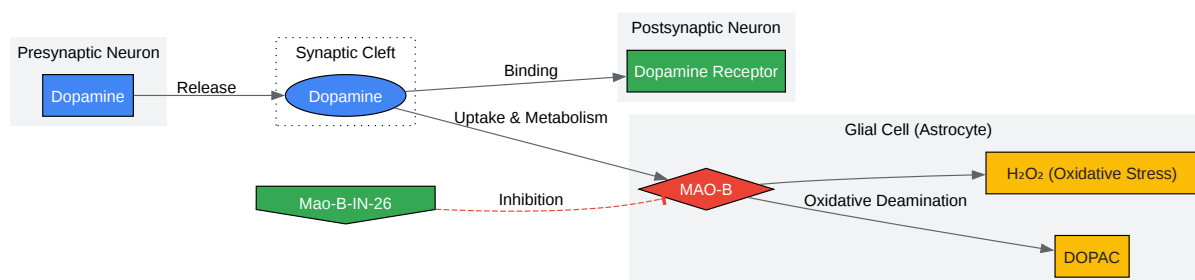 Presynaptic Neuron
Dopamine
Release
Synaptic Cleft
Dopamine
Binding
Postsynaptic Neuron
Dopamine Receptor
Uptake & Metabolism
Glial Cell (Astrocyte)
MAO-B
H₂O₂ (Oxidative Stress)
Oxidative Deamination
DOPAC
Mao-B-IN-26
Inhibition